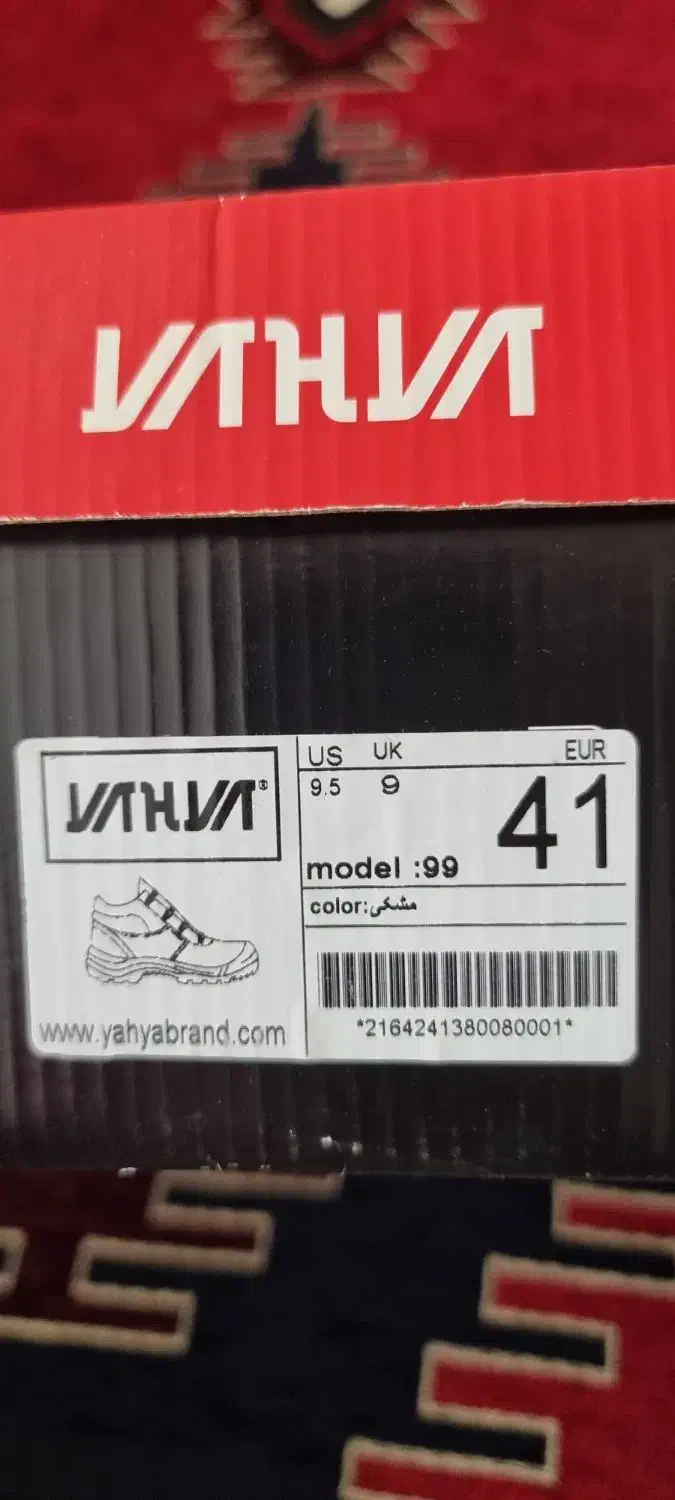 YAHYA
YAHYA®
www.yahyabrand.com
US UK EUR
9.5 9 41
model :99
color:مشکی
*2164241380080001*